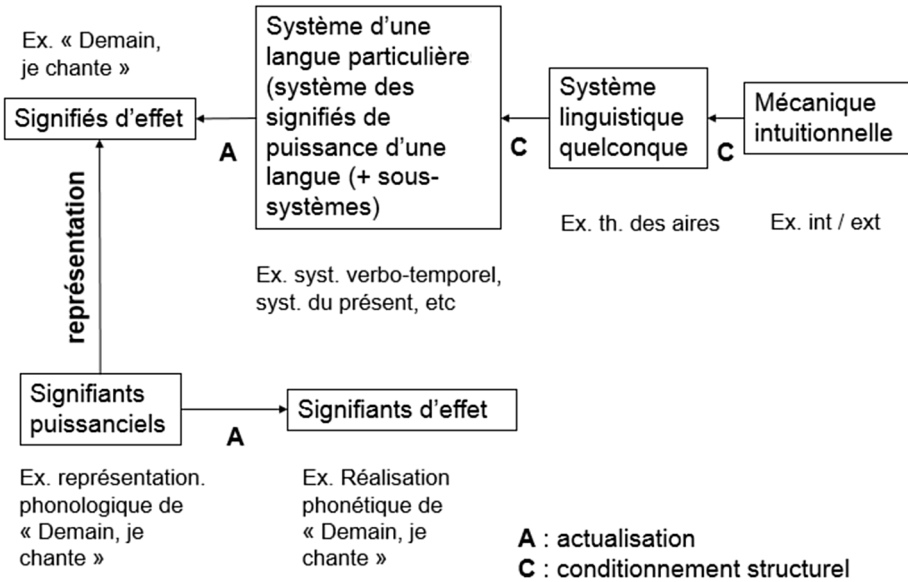 Ex. « Demain,
je chante »
Signifiés d’effet
A
Système d’une
langue particulière
(système des
signifiés de
puissance d’une
langue (+ sous-
systèmes)
Ex. syst. verbo-temporel,
syst. du présent, etc
C
Système
linguistique
quelconque
Ex. th. des aires
C
Mécanique
intuitionnelle
Ex. int / ext
représentation
Signifiants
puissanciels
Ex. représentation.
phonologique de
« Demain, je
chante »
A
Signifiants d’effet
Ex. Réalisation
phonétique de
« Demain, je
chante »
A : actualisation
C : conditionnement structurel